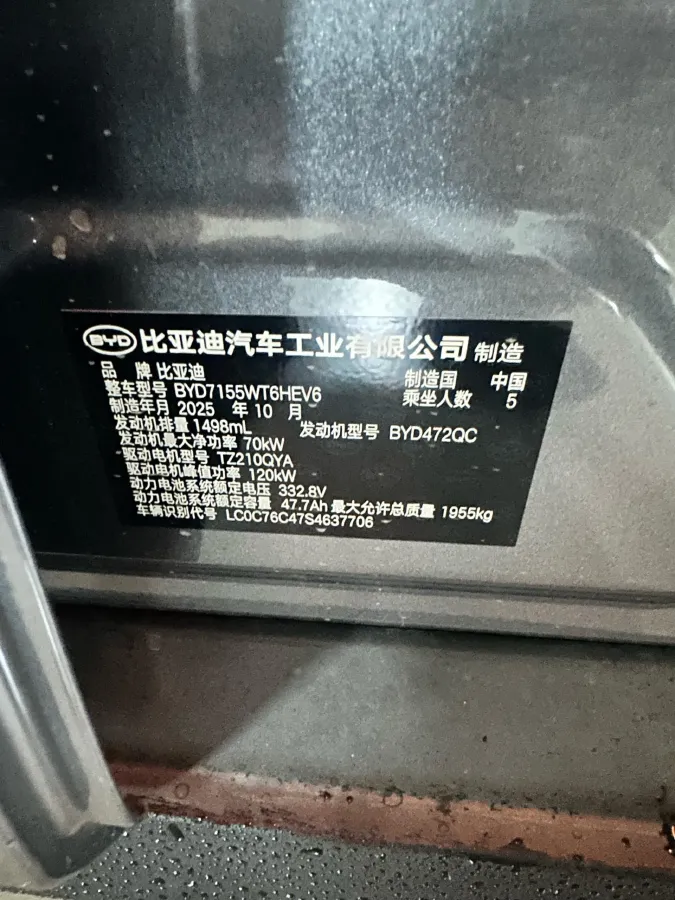 BYD 比亚迪汽车工业有限公司 制造
品 牌 比亚迪 制造国 中国
整车型号 BYD7155WT6HEV6 乘坐人数 5
制造年月 2025 年 10 月
发动机排量 1498mL 发动机型号 BYD472QC
发动机最大净功率 70kW
驱动电机型号 TZ210QYA
驱动电机峰值功率 120kW
动力电池系统额定电压 332.8V
动力电池系统额定容量 47.7Ah 最大允许总质量 1955kg
车辆识别代号 LC0C76C47S4637706